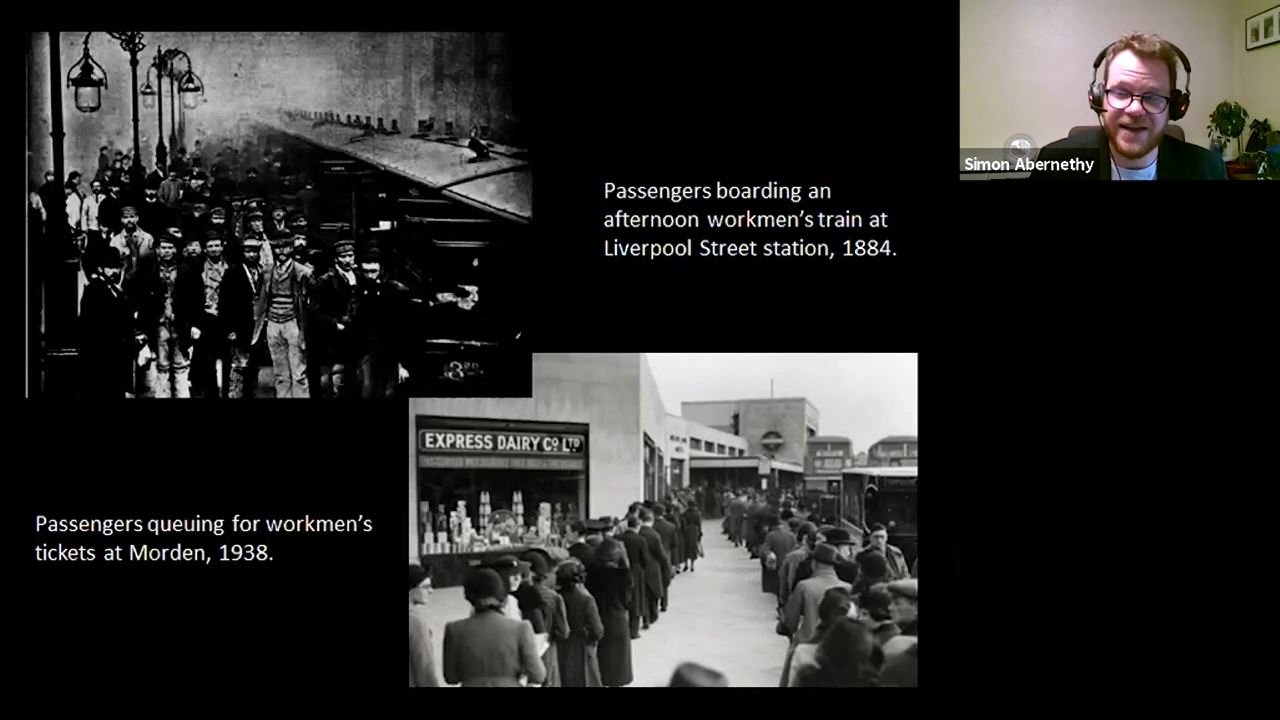 Simon Abernethy
Passengers boarding an
afternoon workmen's train at
Liverpool Street station, 1884.
3RD
EXPRESS DAIRY CO LTD
Passengers queuing for workmen's
tickets at Morden, 1938.